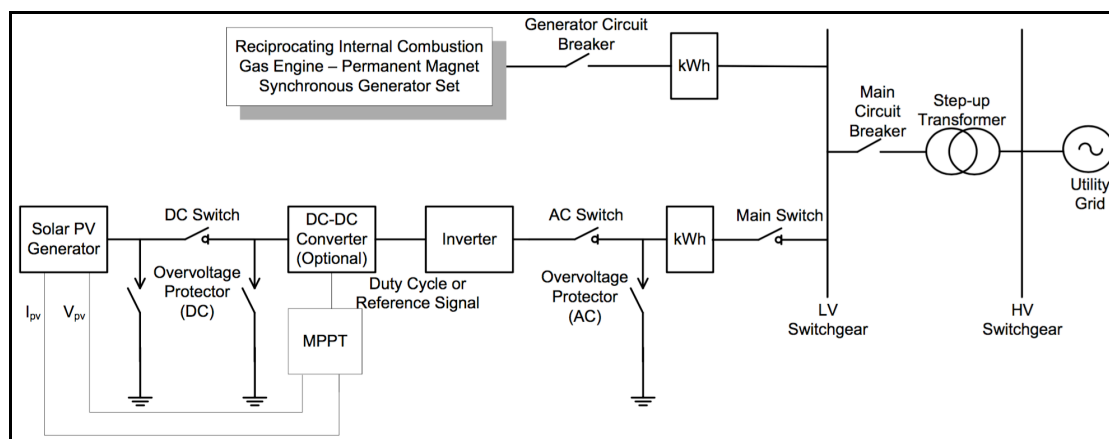 Generator Circuit
Breaker
Reciprocating Internal Combustion
Gas Engine – Permanent Magnet
Synchronous Generator Set
kWh
Main
Circuit
Breaker
Step-up
Transformer
Utility
Grid
Solar PV
Generator
DC Switch
DC-DC
Converter
(Optional)
Inverter
AC Switch
kWh
Main Switch
Overvoltage
Protector
(DC)
Duty Cycle or
Reference Signal
Overvoltage
Protector
(AC)
Ipv
Vpv
MPPT
LV
Switchgear
HV
Switchgear